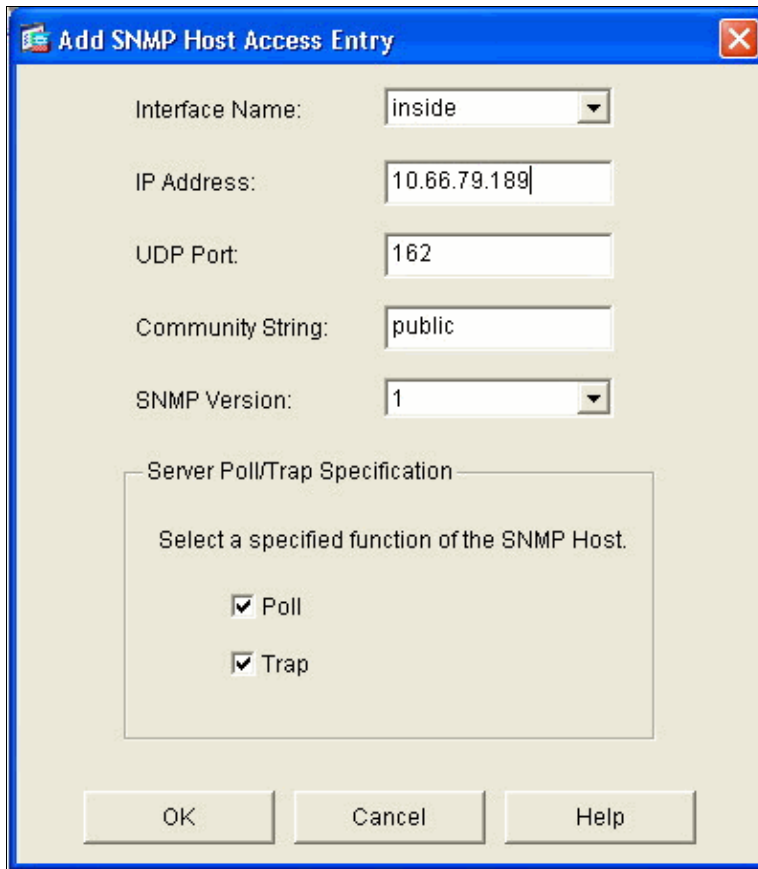 Add SNMP Host Access Entry
Interface Name: inside
IP Address: 10.66.79.189
UDP Port: 162
Community String: public
SNMP Version: 1
Server Poll/Trap Specification
Select a specified function of the SNMP Host.
Poll
Trap
OK Cancel Help